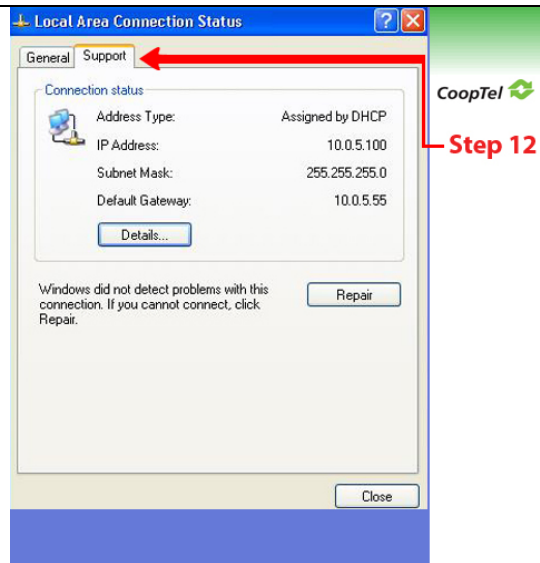 Local Area Connection Status
General Support
Connection status
Address Type: Assigned by DHCP
IP Address: 10.0.5.100
Subnet Mask: 255.255.255.0
Default Gateway: 10.0.5.55
Details...
Windows did not detect problems with this
connection. If you cannot connect, click
Repair.
Repair
Close
CoopTel
Step 12